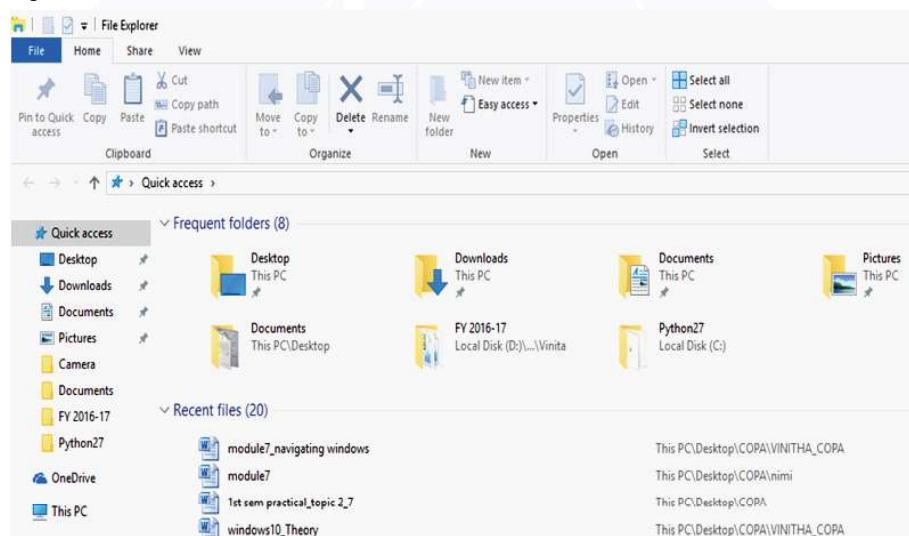 File Explorer
File Home Share View
Pin to Quick access
Copy
Paste
Cut
Copy path
Paste shortcut
Clipboard
Move to
Copy to
Delete
Rename
Organize
New folder
New item
Easy access
New
Properties
Open
Edit
History
Open
Select all
Select none
Invert selection
Select
Quick access
Quick access
Desktop
Downloads
Documents
Pictures
Camera
Documents
FY 2016-17
Python27
OneDrive
This PC
Frequent folders (8)
Desktop
This PC
Downloads
This PC
Documents
This PC
Pictures
This PC
Documents
This PC\Desktop
FY 2016-17
Local Disk (D:)\...\Vinita
Python27
Local Disk (C:)
Recent files (20)
module7_navigating windows This PC\Desktop\COPA\VINITHA_COPA
module7 This PC\Desktop\COPA\nimi
1st sem practical_topic 2_7 This PC\Desktop\COPA
windows10_Theory This PC\Desktop\COPA\VINITHA_COPA